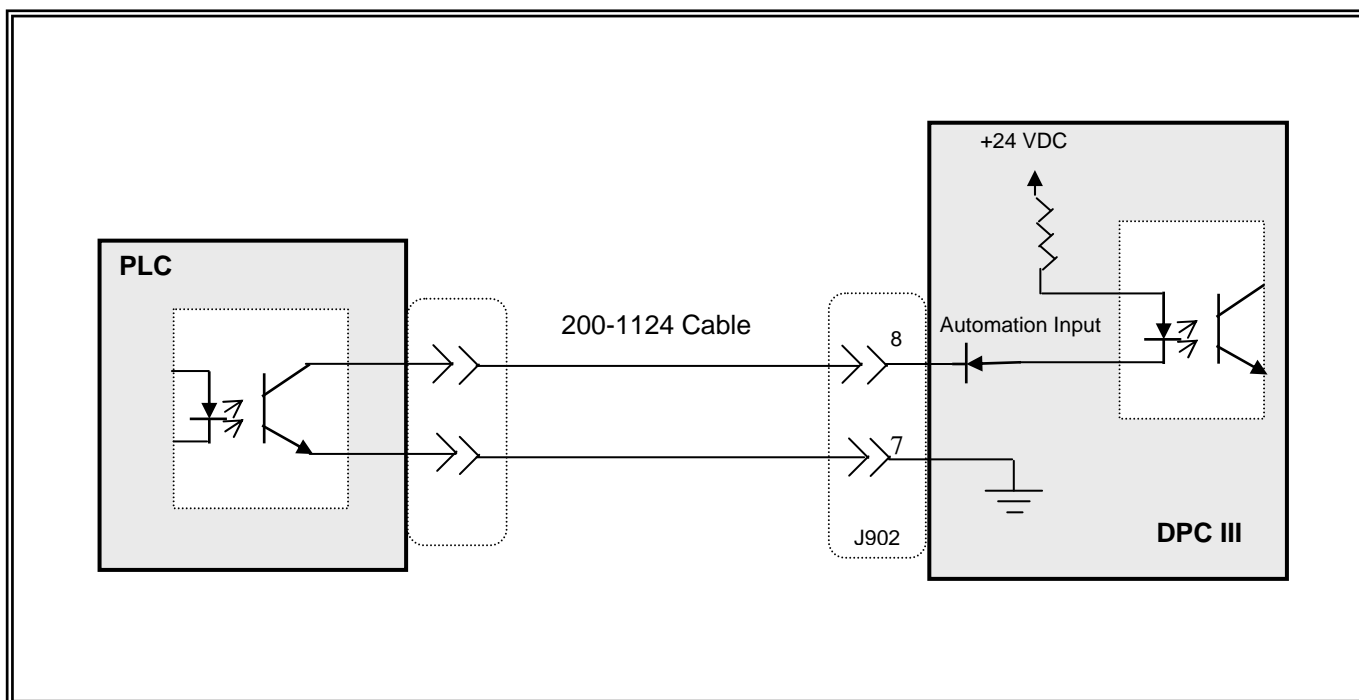 +24 VDC
PLC
200-1124 Cable
8
Automation Input
7
J902
DPC III